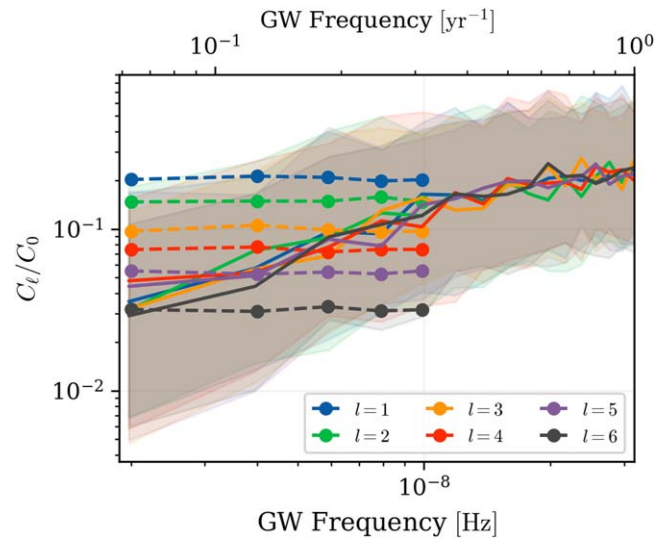 GW Frequency [yr⁻¹]
10⁻¹ 10⁰
10⁻¹
10⁻²
C_ℓ/C_0
l = 1 l = 3 l = 5
l = 2 l = 4 l = 6
10⁻⁸
GW Frequency [Hz]